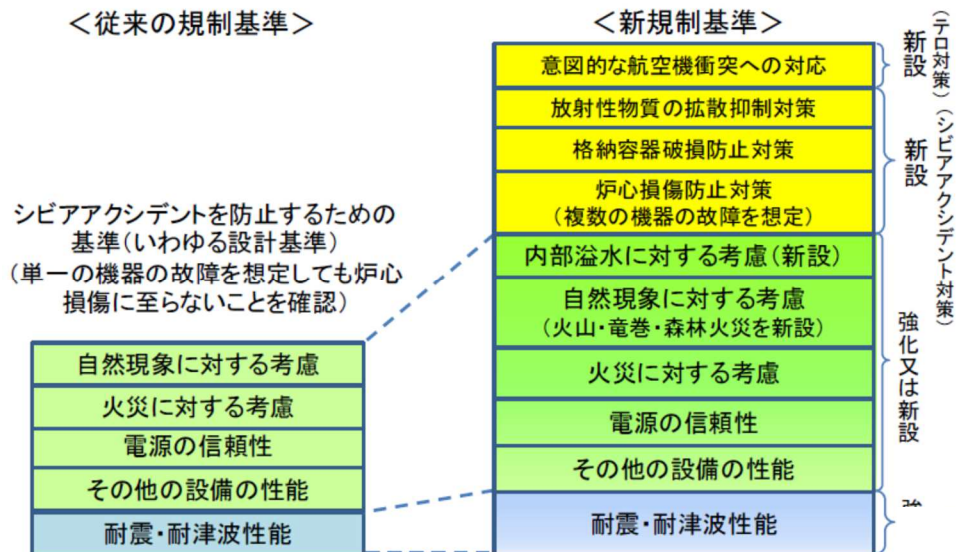 ＜従来の規制基準＞
シビアアクシデントを防止するための
基準(いわゆる設計基準)
(単一の機器の故障を想定しても炉心
損傷に至らないことを確認)
自然現象に対する考慮
火災に対する考慮
電源の信頼性
その他の設備の性能
耐震・耐津波性能
＜新規制基準＞
意図的な航空機衝突への対応
放射性物質の拡散抑制対策
格納容器破損防止対策
炉心損傷防止対策
(複数の機器の故障を想定)
内部溢水に対する考慮(新設)
自然現象に対する考慮
(火山・竜巻・森林火災を新設)
火災に対する考慮
電源の信頼性
その他の設備の性能
耐震・耐津波性能
新設
(テロ対策)
新設
(シビアアクシデント対策)
強化又は新設